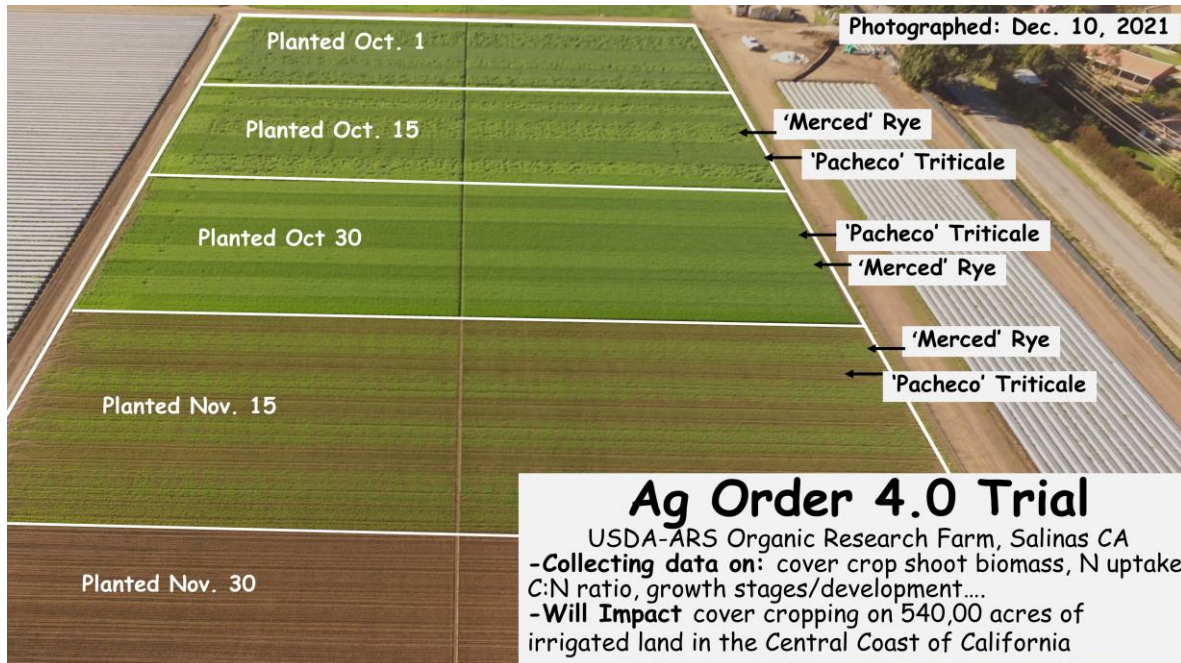 Photographed: Dec. 10, 2021
Planted Oct. 1
Planted Oct. 15
'Merced' Rye
'Pacheco' Triticale
Planted Oct 30
'Pacheco' Triticale
'Merced' Rye
'Merced' Rye
'Pacheco' Triticale
Planted Nov. 15
Planted Nov. 30
Ag Order 4.0 Trial
USDA-ARS Organic Research Farm, Salinas CA
-Collecting data on: cover crop shoot biomass, N uptake
C:N ratio, growth stages/development....
-Will Impact cover cropping on 540,00 acres of
irrigated land in the Central Coast of California